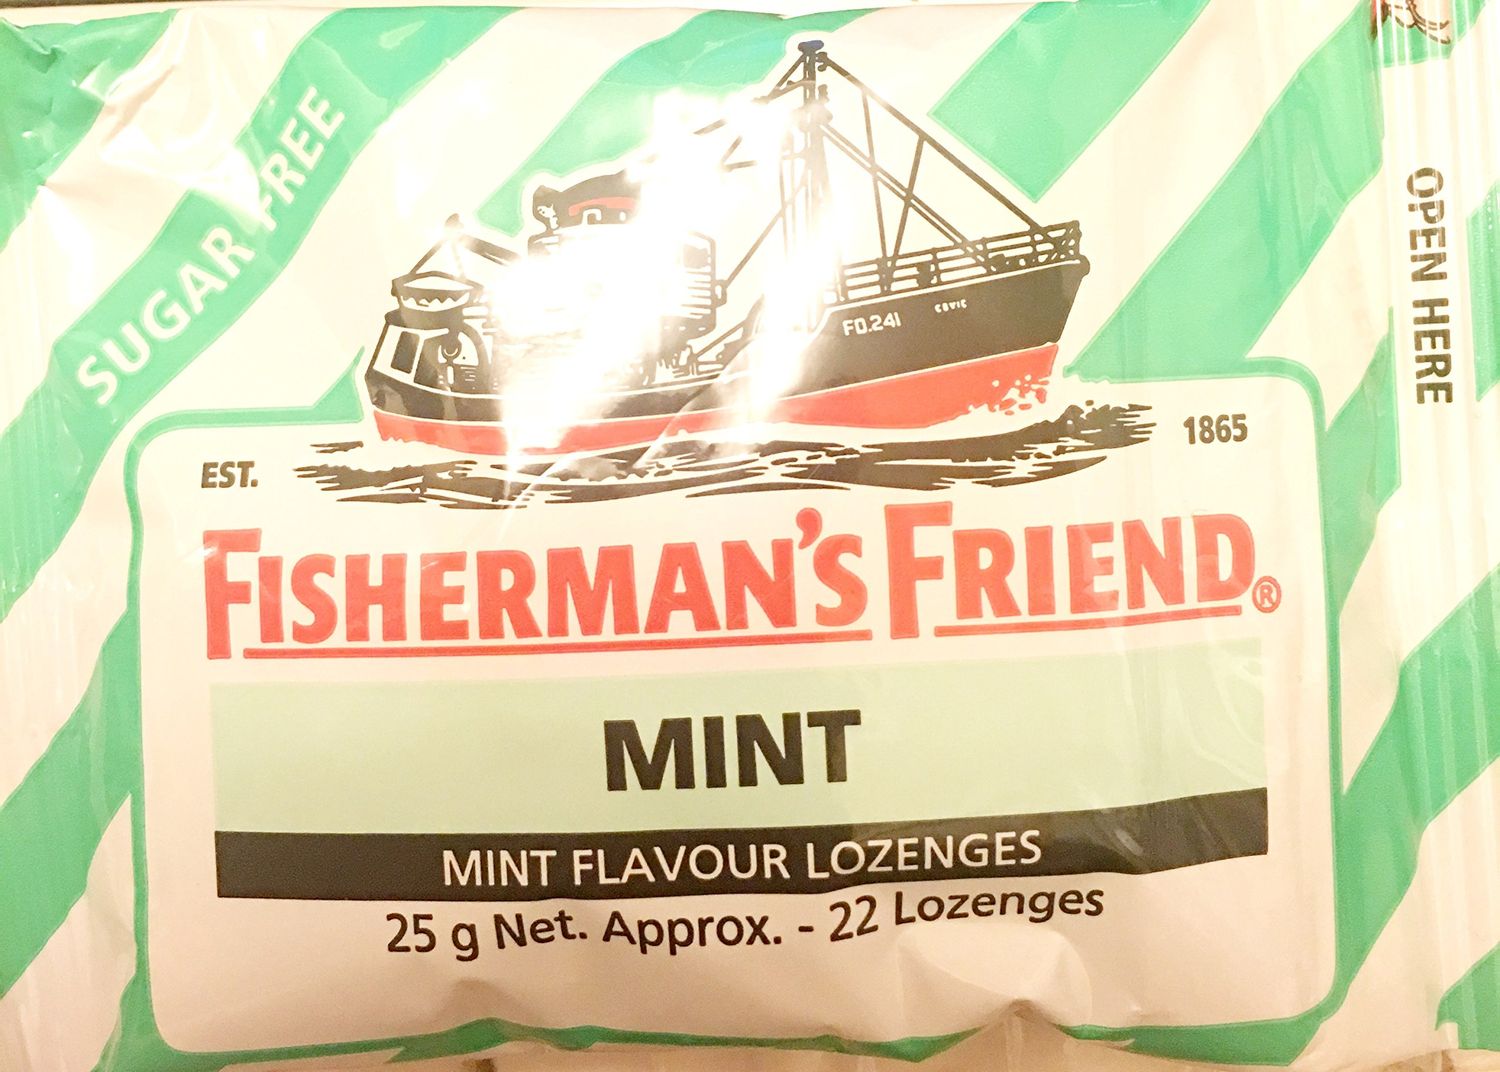 SUGAR FREE
OPEN HERE
FD.241
CEVIC
EST.
1865
FISHERMAN'S FRIEND®
MINT
MINT FLAVOUR LOZENGES
25 g Net. Approx. - 22 Lozenges